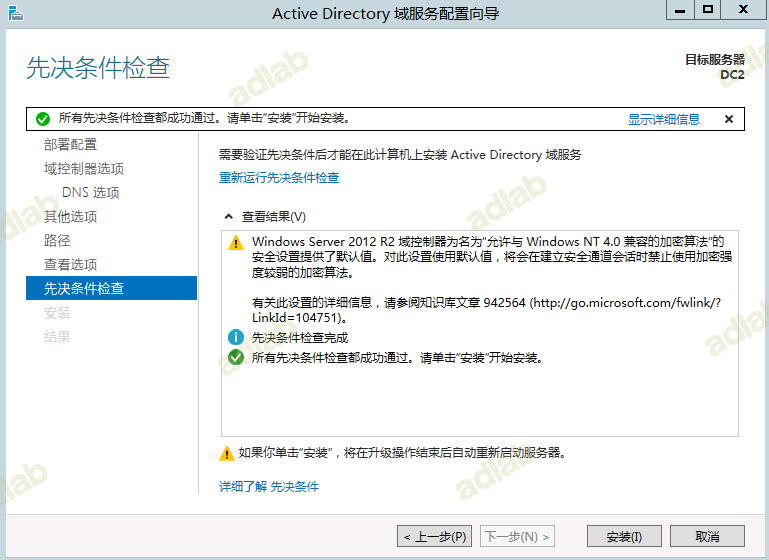 Active Directory 域服务配置向导
先决条件检查
目标服务器
DC2
所有先决条件检查都成功通过。请单击"安装"开始安装。
显示详细信息
部署配置
域控制器选项
DNS 选项
其他选项
路径
查看选项
先决条件检查
安装
结果
需要验证先决条件后才能在此计算机上安装 Active Directory 域服务
重新运行先决条件检查
查看结果(V)
Windows Server 2012 R2 域控制器为名为"允许与 Windows NT 4.0 兼容的加密算法"的
安全设置提供了默认值。对此设置使用默认值，将会在建立安全通道会话时禁止使用加密强
度较弱的加密算法。
有关此设置的详细信息，请参阅知识库文章 942564 (http://go.microsoft.com/fwlink/?
LinkId=104751)。
先决条件检查完成
所有先决条件检查都成功通过。请单击"安装"开始安装。
如果你单击"安装"，将在升级操作结束后自动重新启动服务器。
详细了解 先决条件
< 上一步(P)
下一步(N) >
安装(I)
取消
adlab
adlab
adlab
adlab
adlab
adlab
adlab
adlab